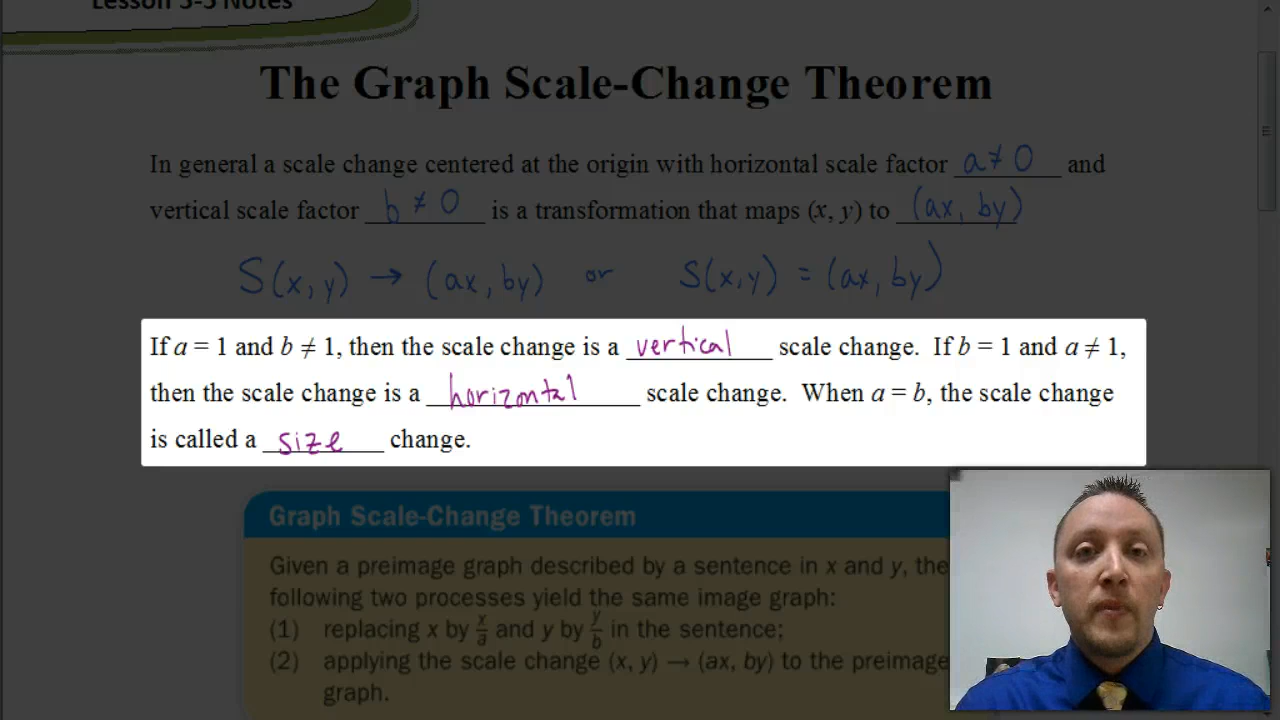 Lesson 3-5 Notes
The Graph Scale-Change Theorem
In general a scale change centered at the origin with horizontal scale factor a ≠ 0 and
vertical scale factor b ≠ 0 is a transformation that maps (x, y) to (ax, by)
S(x,y) → (ax, by) or S(x,y) = (ax, by)
If a = 1 and b ≠ 1, then the scale change is a vertical scale change. If b = 1 and a ≠ 1,
then the scale change is a horizontal scale change. When a = b, the scale change
is called a size change.
Graph Scale-Change Theorem
Given a preimage graph described by a sentence in x and y, the
following two processes yield the same image graph:
(1) replacing x by x/a and y by y/b in the sentence;
(2) applying the scale change (x, y) → (ax, by) to the preimage
graph.